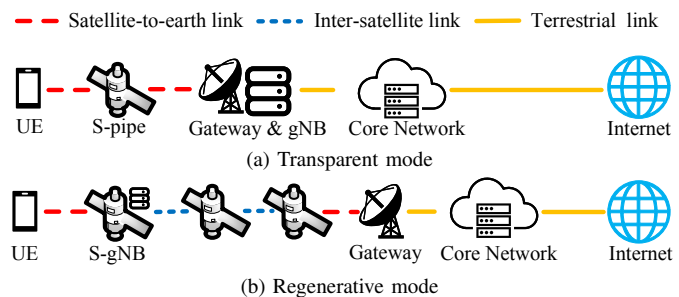 Satellite-to-earth link Inter-satellite link Terrestrial link
UE S-pipe Gateway & gNB Core Network Internet
(a) Transparent mode
UE S-gNB Gateway Core Network Internet
(b) Regenerative mode